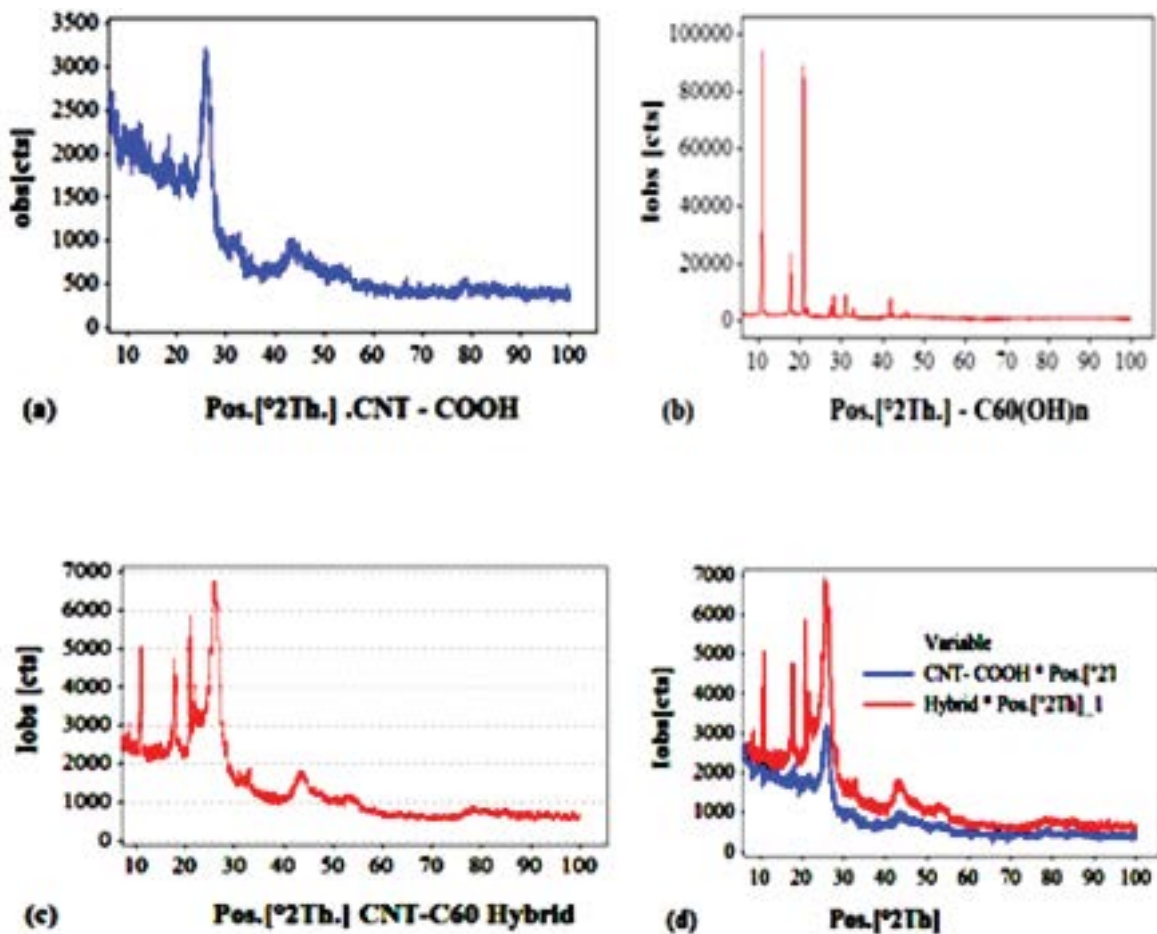 3500
3000
2500
2000
1500
1000
500
0
obs[cts]
10 20 30 40 50 60 70 80 90 100
(a) Pos.[°2Th.] .CNT - COOH
100000
80000
60000
40000
20000
0
Iobs [cts]
10 20 30 40 50 60 70 80 90 100
(b) Pos.[°2Th.] - C60(OH)n
7000
6000
5000
4000
3000
2000
1000
0
Iobs [cts]
10 20 30 40 50 60 70 80 90 100
(c) Pos.[°2Th.] CNT-C60 Hybrid
7000
6000
5000
4000
3000
2000
1000
0
Iobs[cts]
Variable
CNT- COOH * Pos.[°2T
Hybrid * Pos.[°2Th]_1
10 20 30 40 50 60 70 80 90 100
(d) Pos.[°2Th]